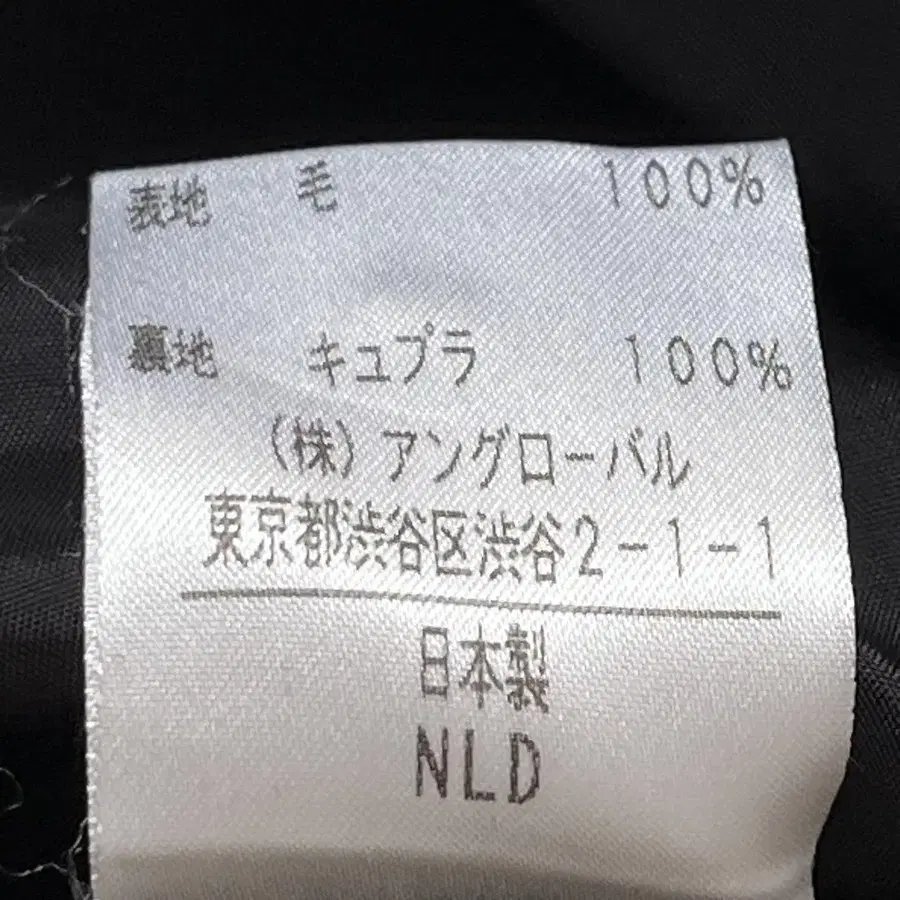 表地 毛 100%
裏地 キュプラ 100%
(株)アングローバル
東京都渋谷区渋谷2-1-1
日本製
NLD